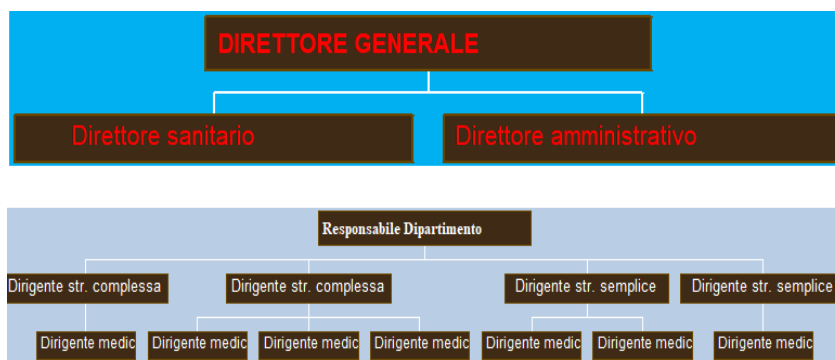 DIRETTORE GENERALE
Direttore sanitario
Direttore amministrativo
Responsabile Dipartimento
Dirigente str. complessa
Dirigente str. complessa
Dirigente str. semplice
Dirigente str. semplice
Dirigente medic
Dirigente medic
Dirigente medic
Dirigente medic
Dirigente medic
Dirigente medic
Dirigente medic